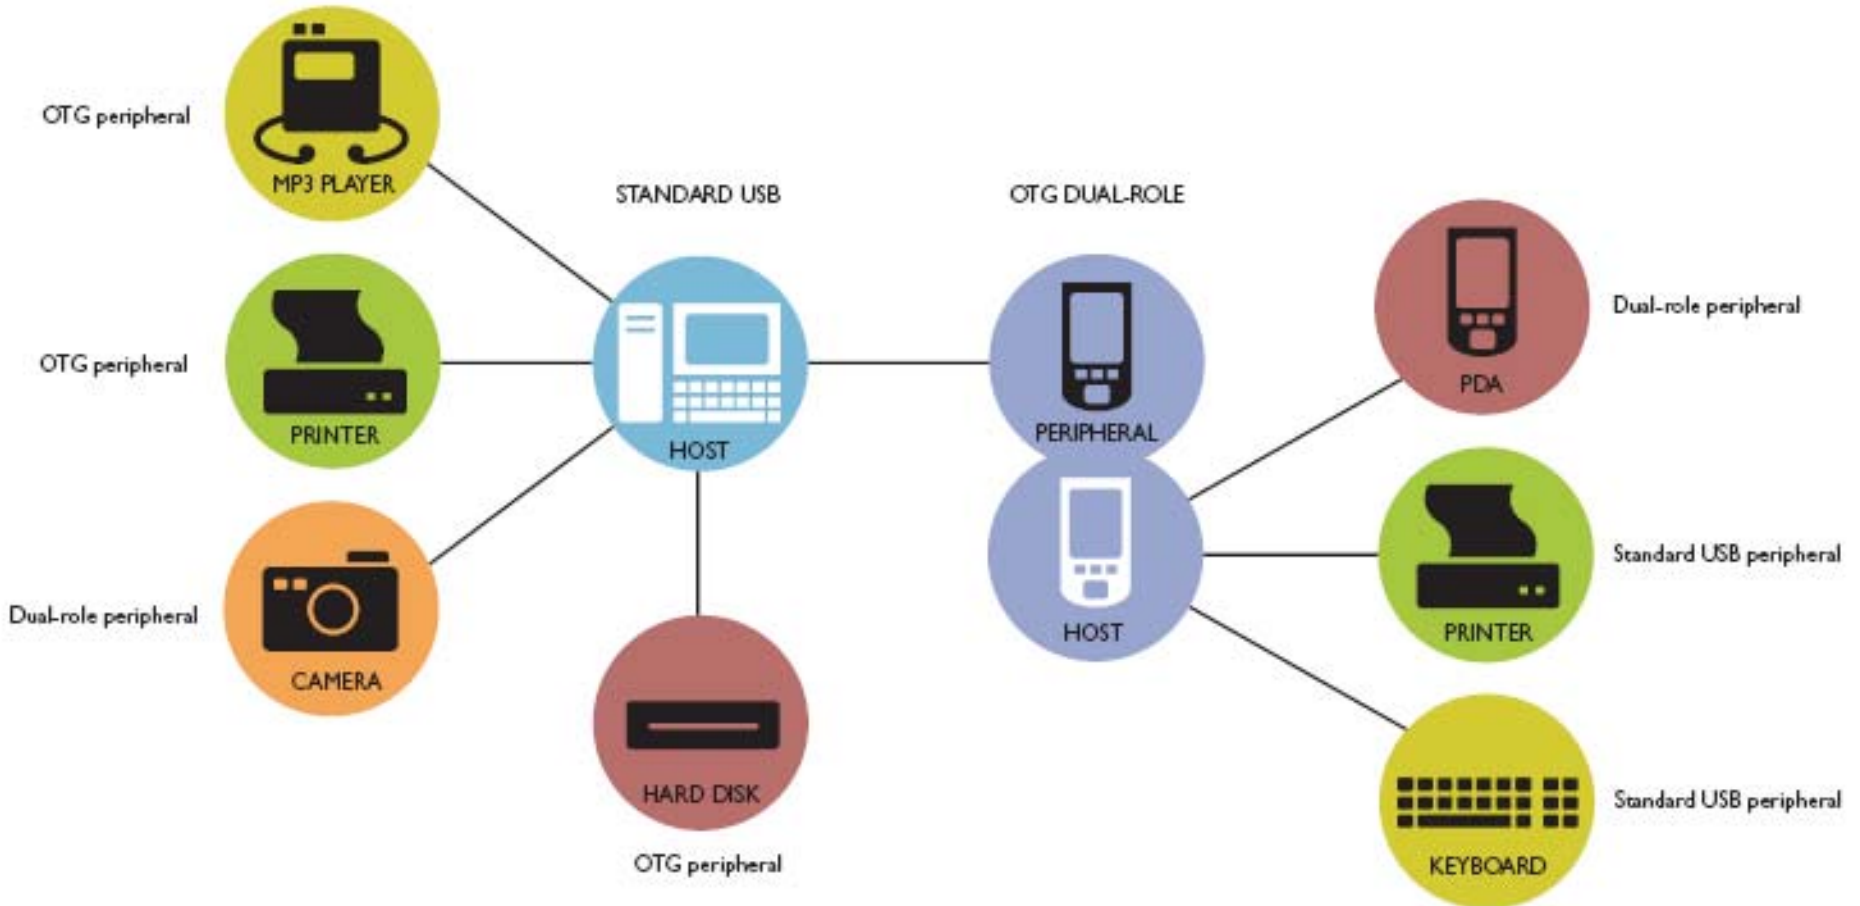 OTG peripheral
MP3 PLAYER
STANDARD USB
OTG DUAL-ROLE
Dual-role peripheral
PDA
OTG peripheral
PRINTER
HOST
PERIPHERAL
Standard USB peripheral
PRINTER
HOST
Dual-role peripheral
CAMERA
HARD DISK
OTG peripheral
Standard USB peripheral
KEYBOARD